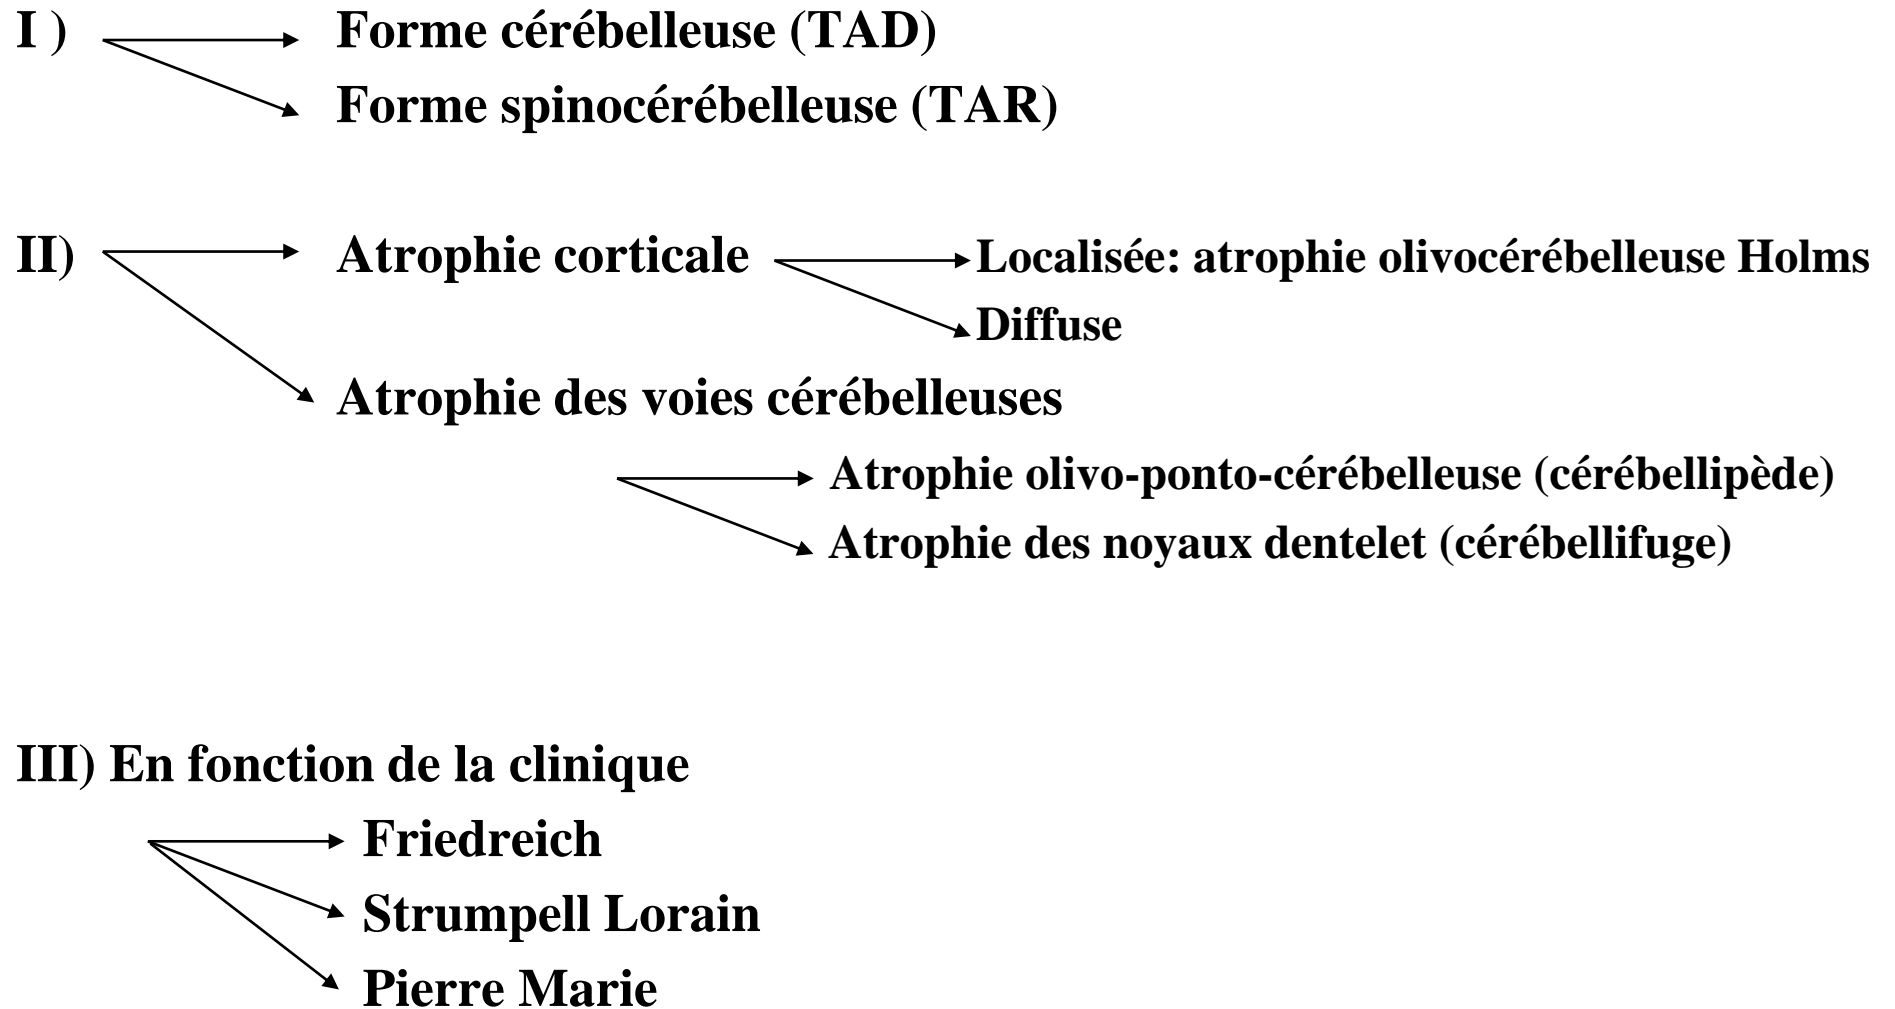 I ) Forme cérébelleuse (TAD)
Forme spinocérébelleuse (TAR)
II) Atrophie corticale Localisée: atrophie olivocérébelleuse Holms
Diffuse
Atrophie des voies cérébelleuses
Atrophie olivo-ponto-cérébelleuse (cérébellipède)
Atrophie des noyaux dentelet (cérébellifuge)
III) En fonction de la clinique
Friedreich
Strumpell Lorain
Pierre Marie